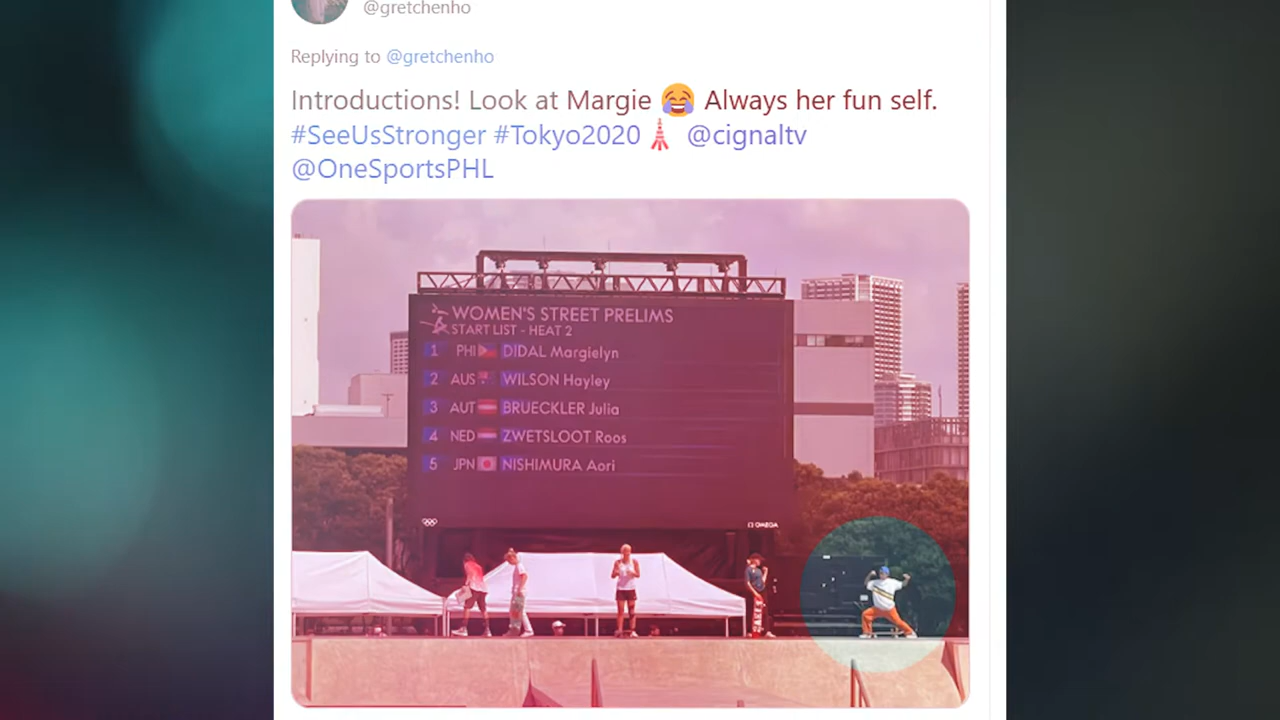 @gretchenho
Replying to @gretchenho
Introductions! Look at Margie 😂 Always her fun self.
#SeeUsStronger #Tokyo2020 @cignaltv
@OneSportsPHL
WOMEN'S STREET PRELIMS
START LIST - HEAT 2
1 PHI DIDAL Margielyn
2 AUS WILSON Hayley
3 AUT BRUECKLER Julia
4 NED ZWETSLOOT Roos
5 JPN NISHIMURA Aori
Ω OMEGA